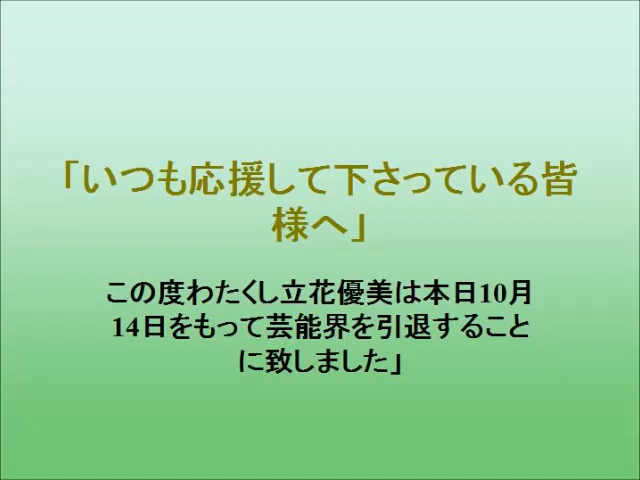 「いつも応援して下さっている皆
様へ」
この度わたくし立花優美は本日10月
14日をもって芸能界を引退すること
に致しました」